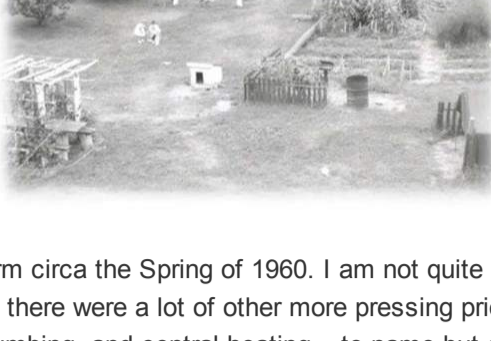 rm circa the Spring of 1960. I am not quite
there were a lot of other more pressing
and central heating to name but